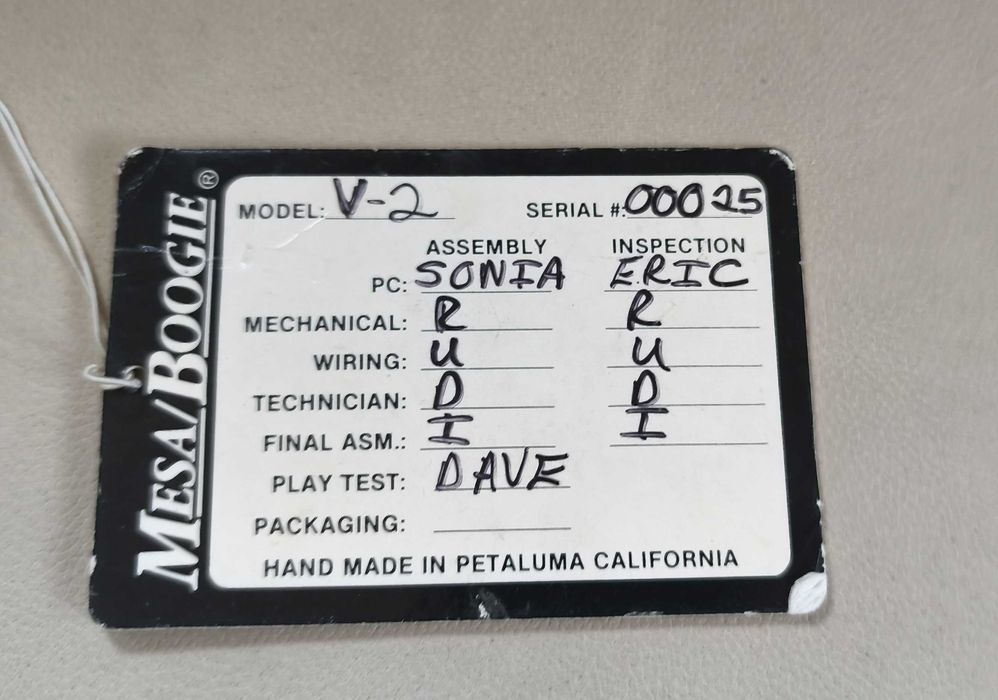 MESA/BOOGIE®
MODEL: V-2 SERIAL #: 00025
ASSEMBLY INSPECTION
PC: SONIA ERIC
MECHANICAL: R R
WIRING: U U
TECHNICIAN: D D
FINAL ASM.: I I
PLAY TEST: DAVE
PACKAGING:
HAND MADE IN PETALUMA CALIFORNIA